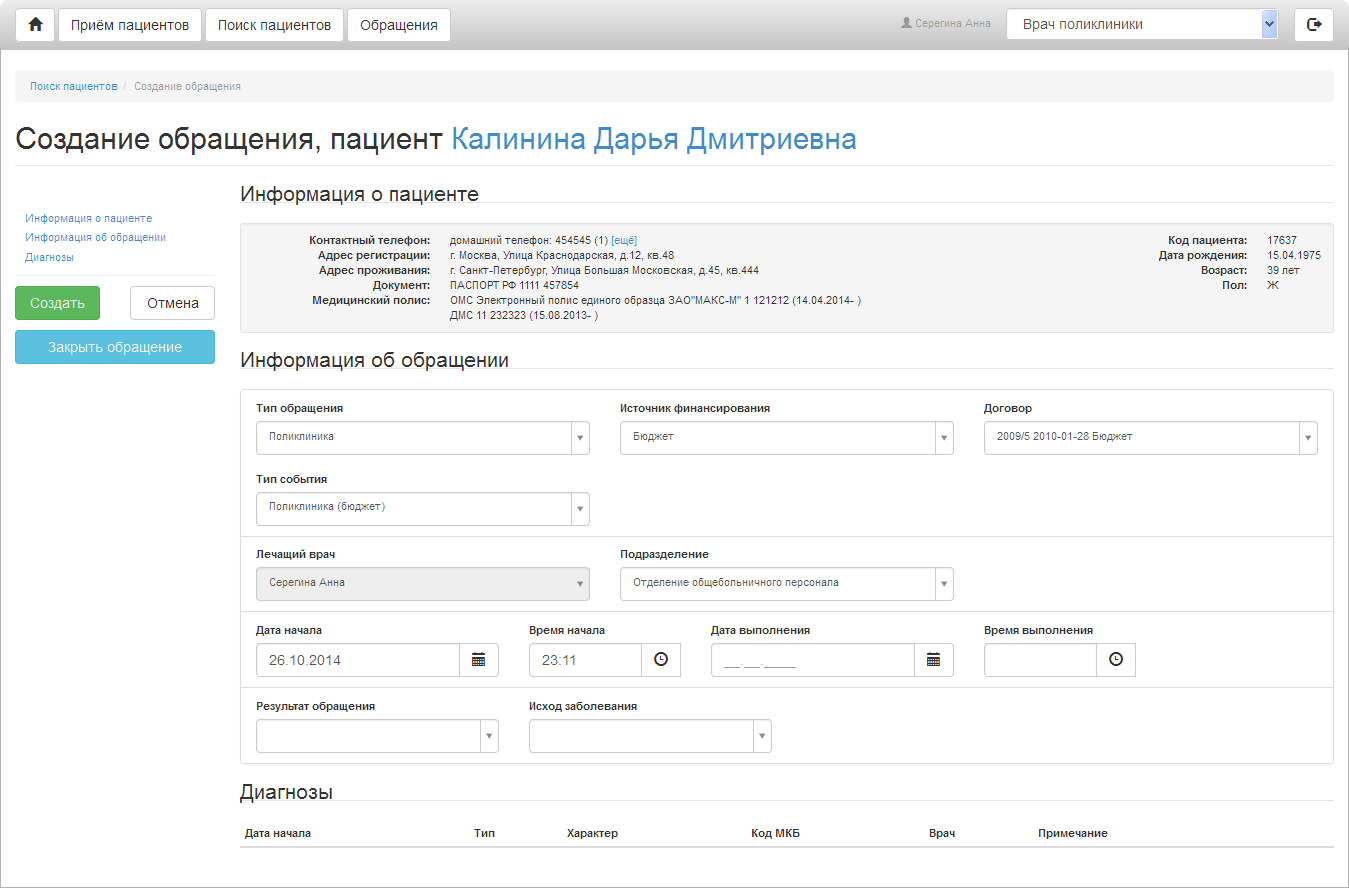 Приём пациентов Поиск пациентов Обращения Серегина Анна Врач поликлиники
Поиск пациентов / Создание обращения
Создание обращения, пациент Калинина Дарья Дмитриевна
Информация о пациенте
Информация об обращении
Диагнозы
Создать Отмена
Закрыть обращение
Информация о пациенте
Контактный телефон: домашний телефон: 454545 (1) [ещё]
Адрес регистрации: г. Москва, Улица Краснодарская, д.12, кв.48
Адрес проживания: г. Санкт-Петербург, Улица Большая Московская, д.45, кв.444
Документ: ПАСПОРТ РФ 1111 457854
Медицинский полис: ОМС Электронный полис единого образца ЗАО"МАКС-М" 1 121212 (14.04.2014- )
ДМС 11 232323 (15.08.2013- )
Код пациента: 17637
Дата рождения: 15.04.1975
Возраст: 39 лет
Пол: Ж
Информация об обращении
Тип обращения Источник финансирования Договор
Поликлиника Бюджет 2009/5 2010-01-28 Бюджет
Тип события
Поликлиника (бюджет)
Лечащий врач Подразделение
Серегина Анна Отделение общебольничного персонала
Дата начала Время начала Дата выполнения Время выполнения
26.10.2014 23:11 __.__.____
Результат обращения Исход заболевания
Диагнозы
Дата начала Тип Характер Код МКБ Врач Примечание